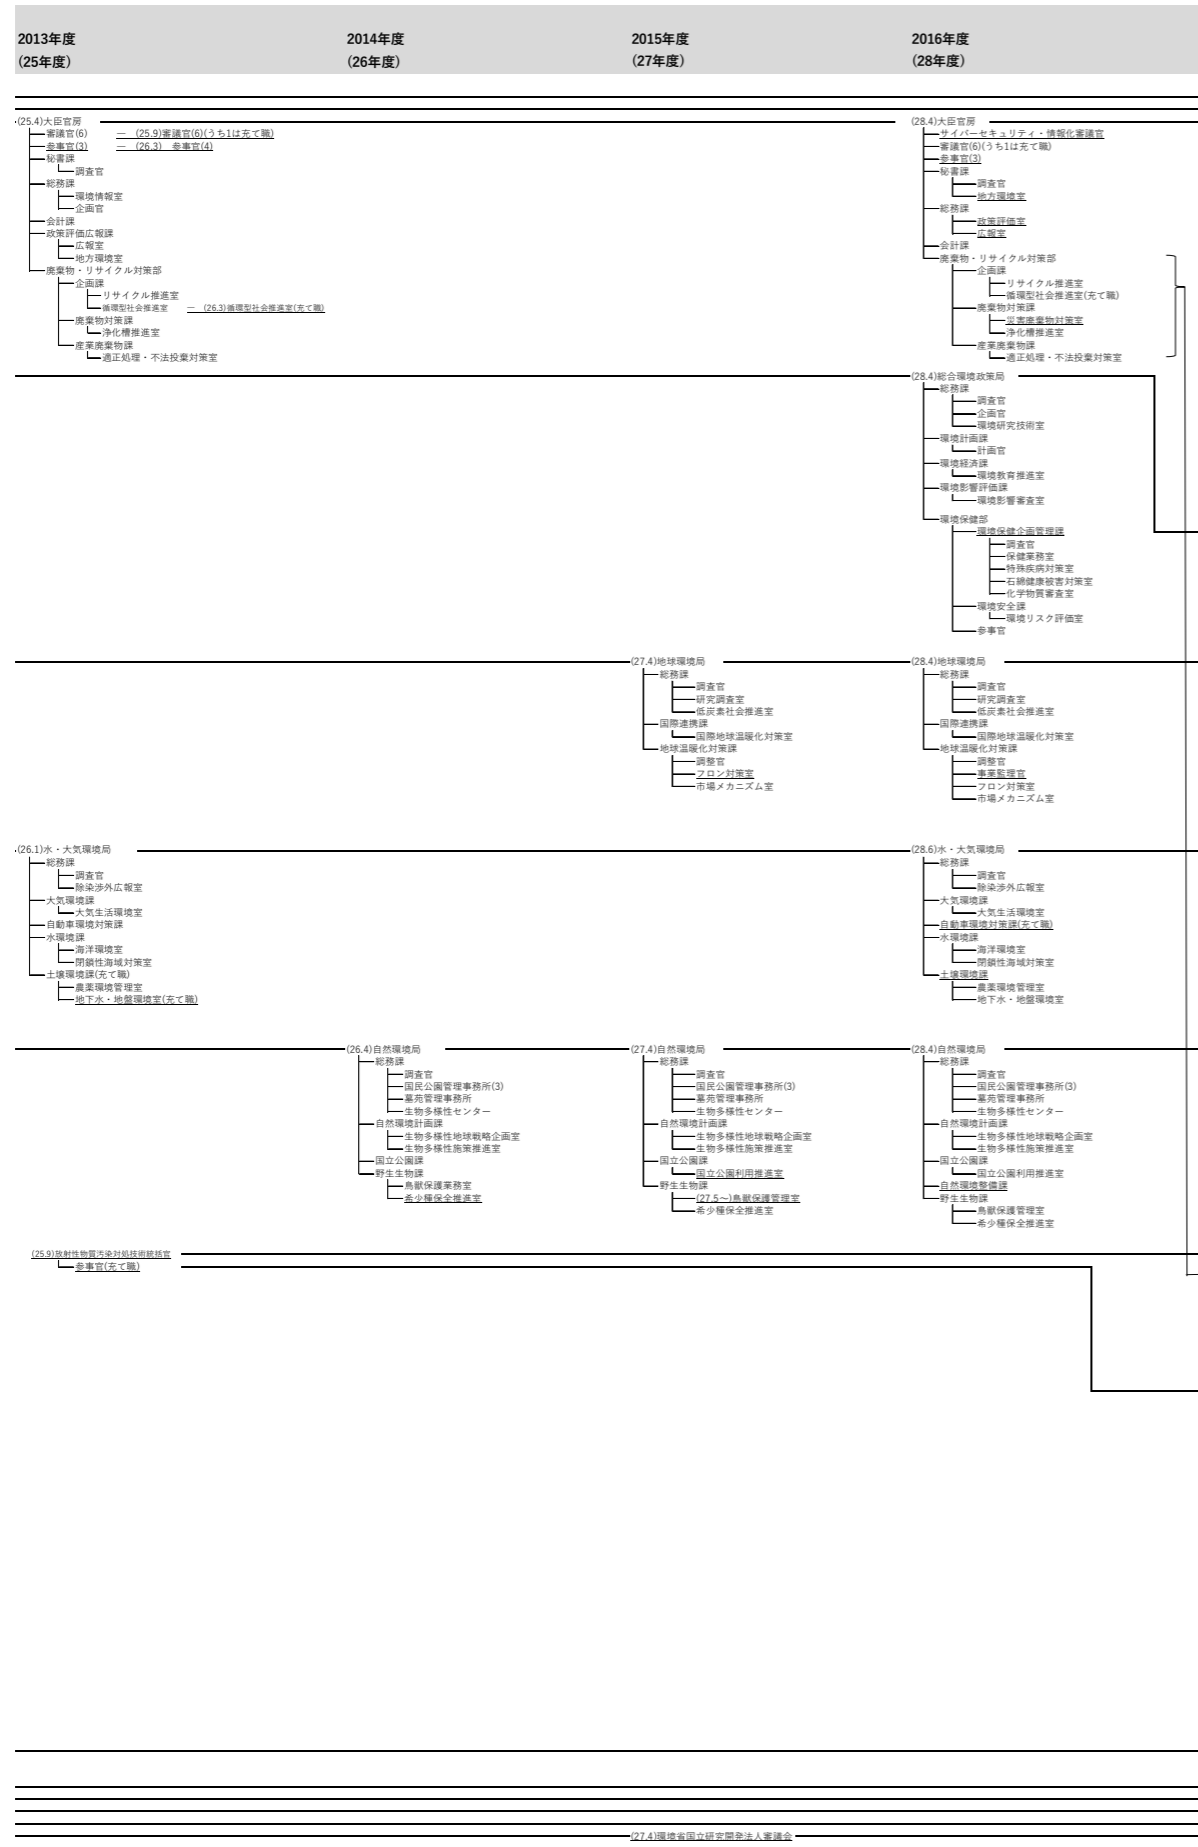 2013年度
(25年度)
2014年度
(26年度)
2015年度
(27年度)
2016年度
(28年度)
(25.4)大臣官房
審議官(6) ― (25.9)審議官(6)(うち1は充て職)
参事官(3) ― (26.3) 参事官(4)
秘書課
調査官
総務課
環境情報室
企画官
会計課
政策評価広報課
広報室
地方環境室
廃棄物・リサイクル対策部
企画課
リサイクル推進室
循環型社会推進室 ― (26.3)循環型社会推進室(充て職)
廃棄物対策課
浄化槽推進室
産業廃棄物課
適正処理・不法投棄対策室
(28.4)大臣官房
サイバーセキュリティ・情報化審議官
審議官(6)(うち1は充て職)
参事官(3)
秘書課
調査官
地方環境室
総務課
政策評価室
広報室
会計課
廃棄物・リサイクル対策部
企画課
リサイクル推進室
循環型社会推進室(充て職)
廃棄物対策課
災害廃棄物対策室
浄化槽推進室
産業廃棄物課
適正処理・不法投棄対策室
(28.4)総合環境政策局
総務課
調査官
企画官
環境研究技術室
環境計画課
計画官
環境経済課
環境教育推進室
環境影響評価課
環境影響審査室
環境保健部
環境保健企画管理課
調査官
保健業務室
特殊疾病対策室
石綿健康被害対策室
化学物質審査室
環境安全課
環境リスク評価室
参事官
(27.4)地球環境局
総務課
調査官
研究調査室
低炭素社会推進室
国際連携課
国際地球温暖化対策室
地球温暖化対策課
調整官
フロン対策室
市場メカニズム室
(28.4)地球環境局
総務課
調査官
研究調査室
低炭素社会推進室
国際連携課
国際地球温暖化対策室
地球温暖化対策課
調整官
事業監理官
フロン対策室
市場メカニズム室
(26.1)水・大気環境局
総務課
調査官
除染渉外広報室
大気環境課
大気生活環境室
自動車環境対策課
水環境課
海洋環境室
閉鎖性海域対策室
土壌環境課(充て職)
農薬環境管理室
地下水・地盤環境室(充て職)
(28.6)水・大気環境局
総務課
調査官
除染渉外広報室
大気環境課
大気生活環境室
自動車環境対策課(充て職)
水環境課
海洋環境室
閉鎖性海域対策室
土壌環境課
農薬環境管理室
地下水・地盤環境室
(26.4)自然環境局
総務課
調査官
国民公園管理事務所(3)
墓苑管理事務所
生物多様性センター
自然環境計画課
生物多様性地球戦略企画室
生物多様性施策推進室
国立公園課
野生生物課
鳥獣保護業務室
希少種保全推進室
(27.4)自然環境局
総務課
調査官
国民公園管理事務所(3)
墓苑管理事務所
生物多様性センター
自然環境計画課
生物多様性地球戦略企画室
生物多様性施策推進室
国立公園課
国立公園利用推進室
野生生物課
(27.5～)鳥獣保護管理室
希少種保全推進室
(28.4)自然環境局
総務課
調査官
国民公園管理事務所(3)
墓苑管理事務所
生物多様性センター
自然環境計画課
生物多様性地球戦略企画室
生物多様性施策推進室
国立公園課
国立公園利用推進室
自然環境整備課
野生生物課
鳥獣保護管理室
希少種保全推進室
(25.9)放射性物質汚染対処技術統括官
参事官(充て職)
(27.4)環境省国立研究開発法人審議会